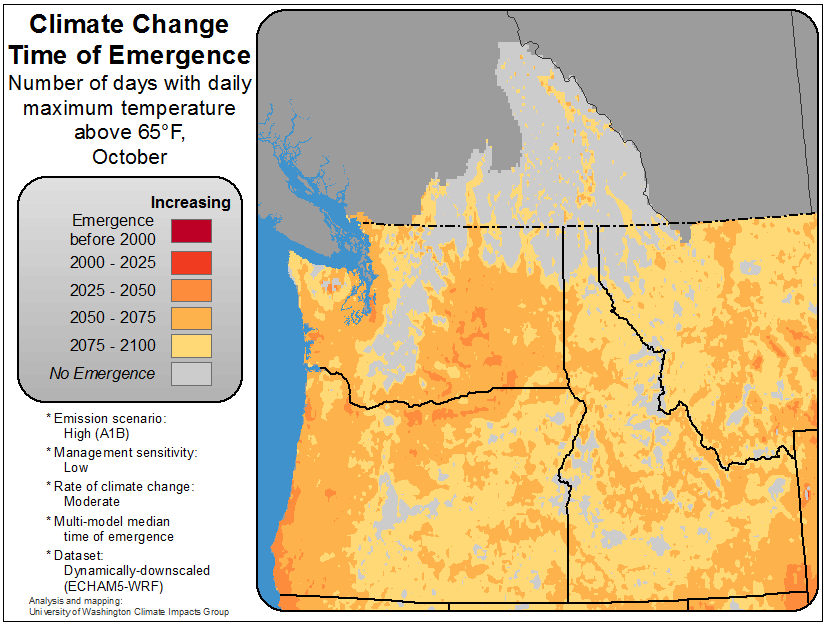 Climate Change
Time of Emergence
Number of days with daily
maximum temperature
above 65°F,
October
Increasing
Emergence
before 2000
2000 - 2025
2025 - 2050
2050 - 2075
2075 - 2100
No Emergence
* Emission scenario:
High (A1B)
* Management sensitivity:
Low
* Rate of climate change:
Moderate
* Multi-model median
time of emergence
* Dataset:
Dynamically-downscaled
(ECHAM5-WRF)
Analysis and mapping:
University of Washington Climate Impacts Group